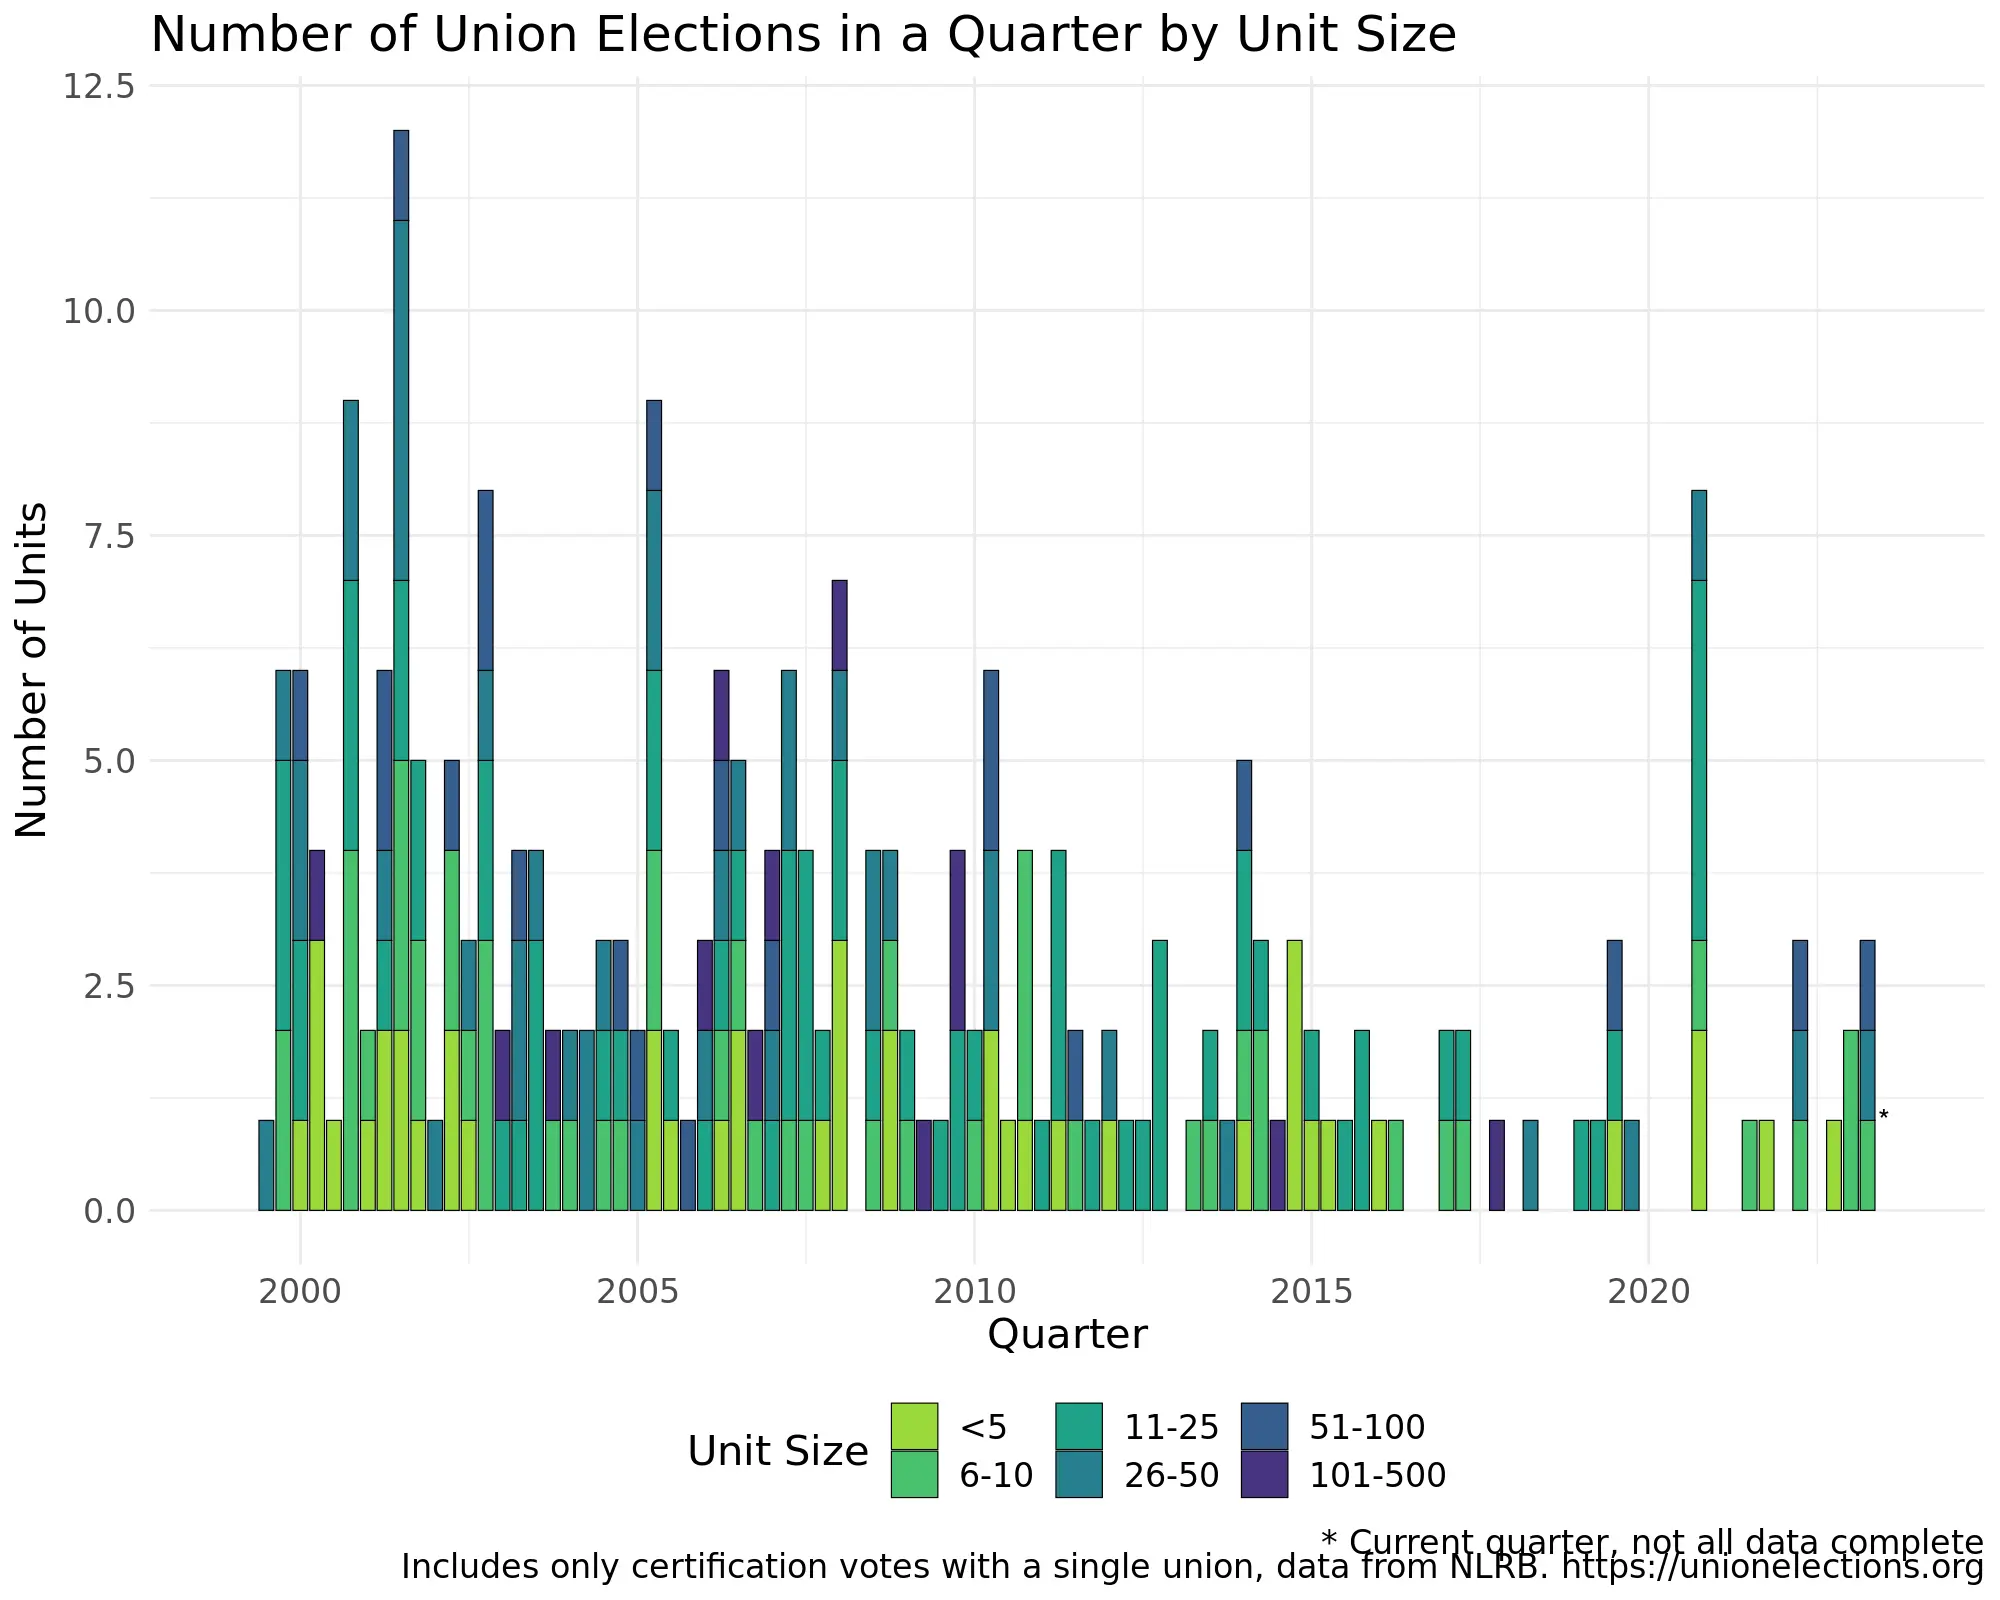 Number of Union Elections in a Quarter by Unit Size
Number of Units
12.5
10.0
7.5
5.0
2.5
0.0
*
2000 2005 2010 2015 2020
Quarter
Unit Size
<5 11-25 51-100
6-10 26-50 101-500
* Current quarter, not all data complete
Includes only certification votes with a single union, data from NLRB. https://unionelections.org